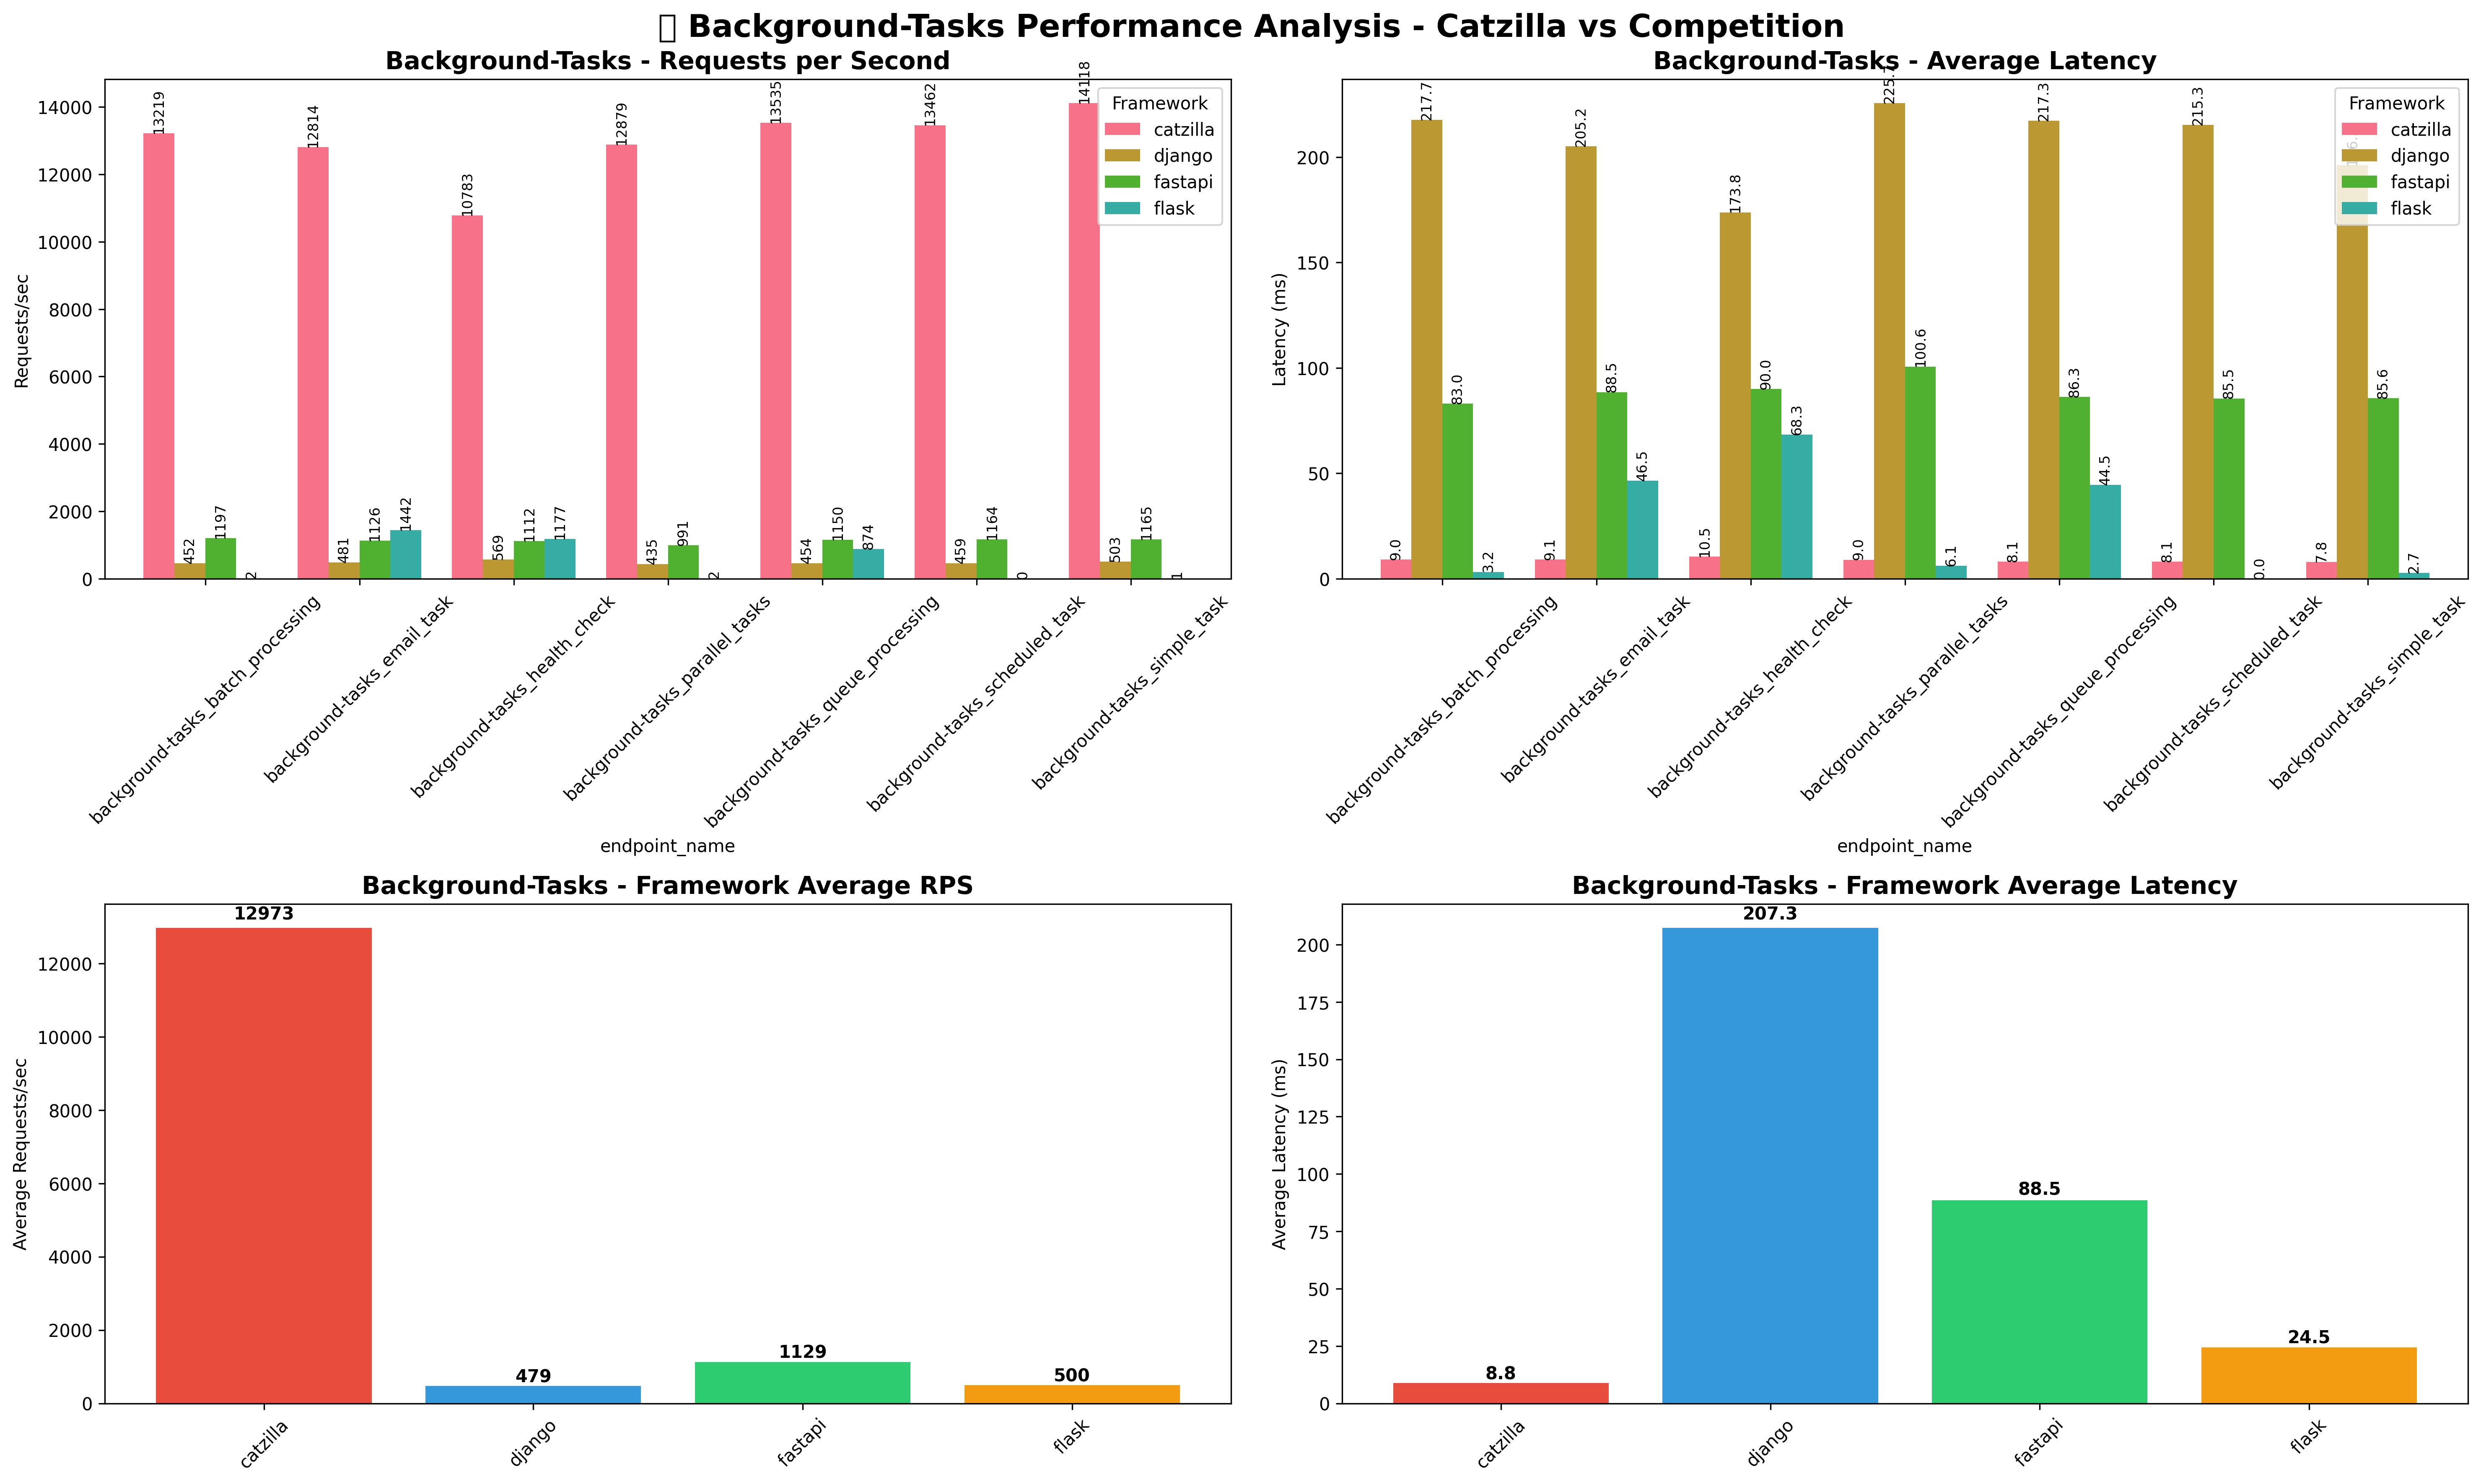 Background-Tasks Performance Analysis - Catzilla vs Competition
Background-Tasks - Requests per Second
Requests/sec
14000
12000
10000
8000
6000
4000
2000
0
13219
452
1197
2
12814
481
1126
1442
10783
569
1112
1177
12879
435
991
2
13535
454
1150
874
13462
459
1164
0
14118
503
1165
1
Framework
catzilla
django
fastapi
flask
background-tasks_batch_processing
background-tasks_email_task
background-tasks_health_check
background-tasks_parallel_tasks
background-tasks_queue_processing
background-tasks_scheduled_task
background-tasks_simple_task
endpoint_name
Background-Tasks - Average Latency
Latency (ms)
200
150
100
50
0
9.0
217.7
83.0
3.2
9.1
205.2
88.5
46.5
10.5
173.8
90.0
68.3
9.0
225.7
100.6
6.1
8.1
217.3
86.3
44.5
8.1
215.3
85.5
0.0
7.8
85.6
2.7
Framework
catzilla
django
fastapi
flask
background-tasks_batch_processing
background-tasks_email_task
background-tasks_health_check
background-tasks_parallel_tasks
background-tasks_queue_processing
background-tasks_scheduled_task
background-tasks_simple_task
endpoint_name
Background-Tasks - Framework Average RPS
Average Requests/sec
12000
10000
8000
6000
4000
2000
0
12973
479
1129
500
catzilla
django
fastapi
flask
Background-Tasks - Framework Average Latency
Average Latency (ms)
200
175
150
125
100
75
50
25
0
8.8
207.3
88.5
24.5
catzilla
django
fastapi
flask